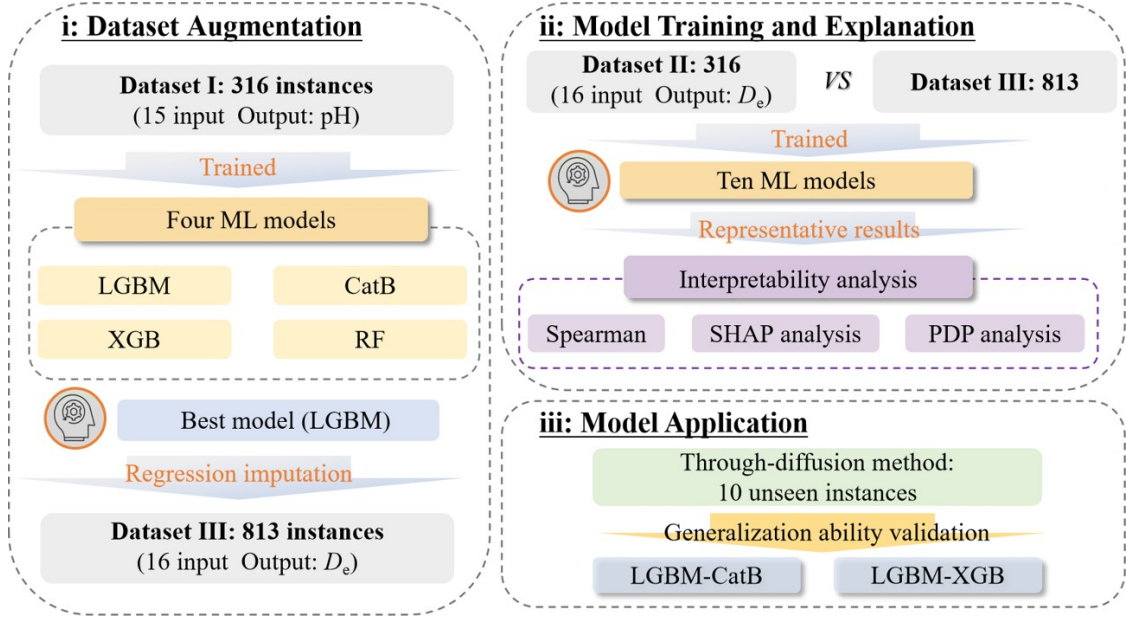 i: Dataset Augmentation
Dataset I: 316 instances
(15 input  Output: pH)
Trained
Four ML models
LGBM
CatB
XGB
RF
Best model (LGBM)
Regression imputation
Dataset III: 813 instances
(16 input  Output: De)
ii: Model Training and Explanation
Dataset II: 316
(16 input  Output: De)
VS
Dataset III: 813
Trained
Ten ML models
Representative results
Interpretability analysis
Spearman
SHAP analysis
PDP analysis
iii: Model Application
Through-diffusion method:
10 unseen instances
Generalization ability validation
LGBM-CatB
LGBM-XGB